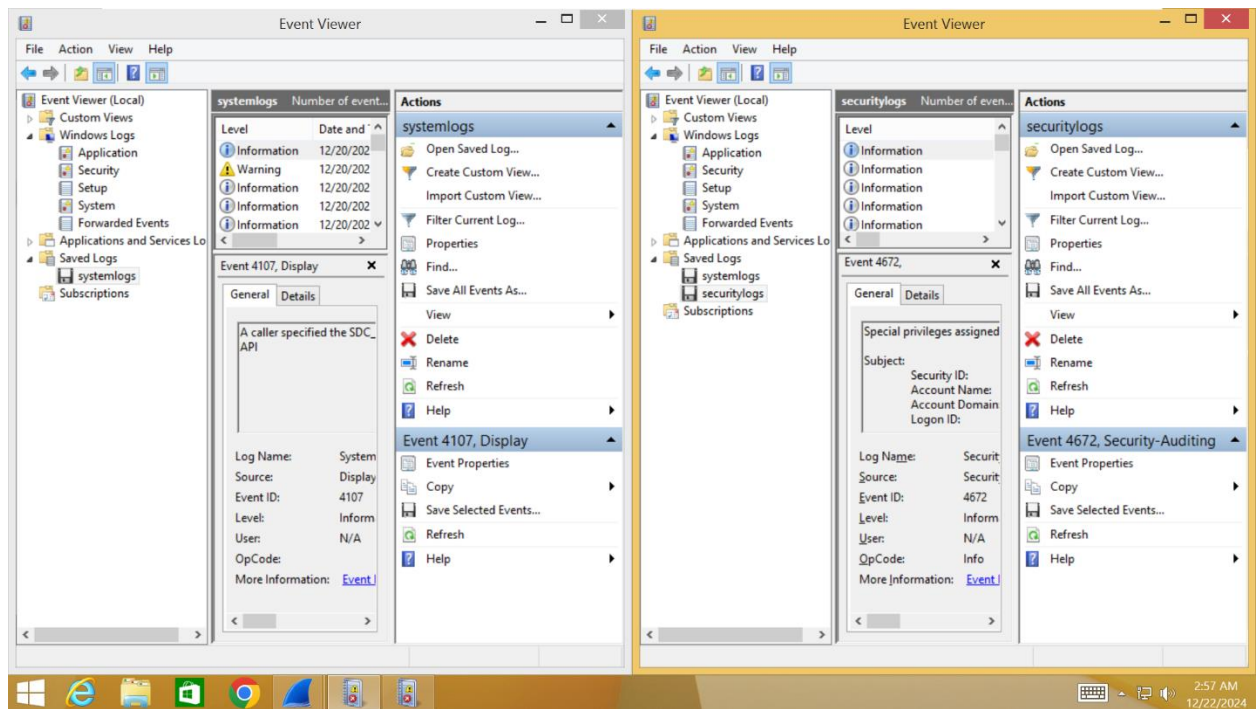 Event Viewer
File Action View Help
Event Viewer (Local)
Custom Views
Windows Logs
Application
Security
Setup
System
Forwarded Events
Applications and Services Lo
Saved Logs
systemlogs
Subscriptions
systemlogs Number of event...
Level Date and
Information 12/20/202
Warning 12/20/202
Information 12/20/202
Information 12/20/202
Information 12/20/202
Event 4107, Display
General Details
A caller specified the SDC_
API
Log Name: System
Source: Display
Event ID: 4107
Level: Inform
User: N/A
OpCode:
More Information: Event
Actions
systemlogs
Open Saved Log...
Create Custom View...
Import Custom View...
Filter Current Log...
Properties
Find...
Save All Events As...
View
Delete
Rename
Refresh
Help
Event 4107, Display
Event Properties
Copy
Save Selected Events...
Refresh
Help
Event Viewer
File Action View Help
Event Viewer (Local)
Custom Views
Windows Logs
Application
Security
Setup
System
Forwarded Events
Applications and Services Lo
Saved Logs
systemlogs
securitylogs
Subscriptions
securitylogs Number of even...
Level
Information
Information
Information
Information
Information
Event 4672,
General Details
Special privileges assigned
Subject:
Security ID:
Account Name:
Account Domain:
Logon ID:
Log Name: Securit
Source: Securit
Event ID: 4672
Level: Inform
User: N/A
OpCode: Info
More Information: Event
Actions
securitylogs
Open Saved Log...
Create Custom View...
Import Custom View...
Filter Current Log...
Properties
Find...
Save All Events As...
View
Delete
Rename
Refresh
Help
Event 4672, Security-Auditing
Event Properties
Copy
Save Selected Events...
Refresh
Help
2:57 AM
12/22/2024